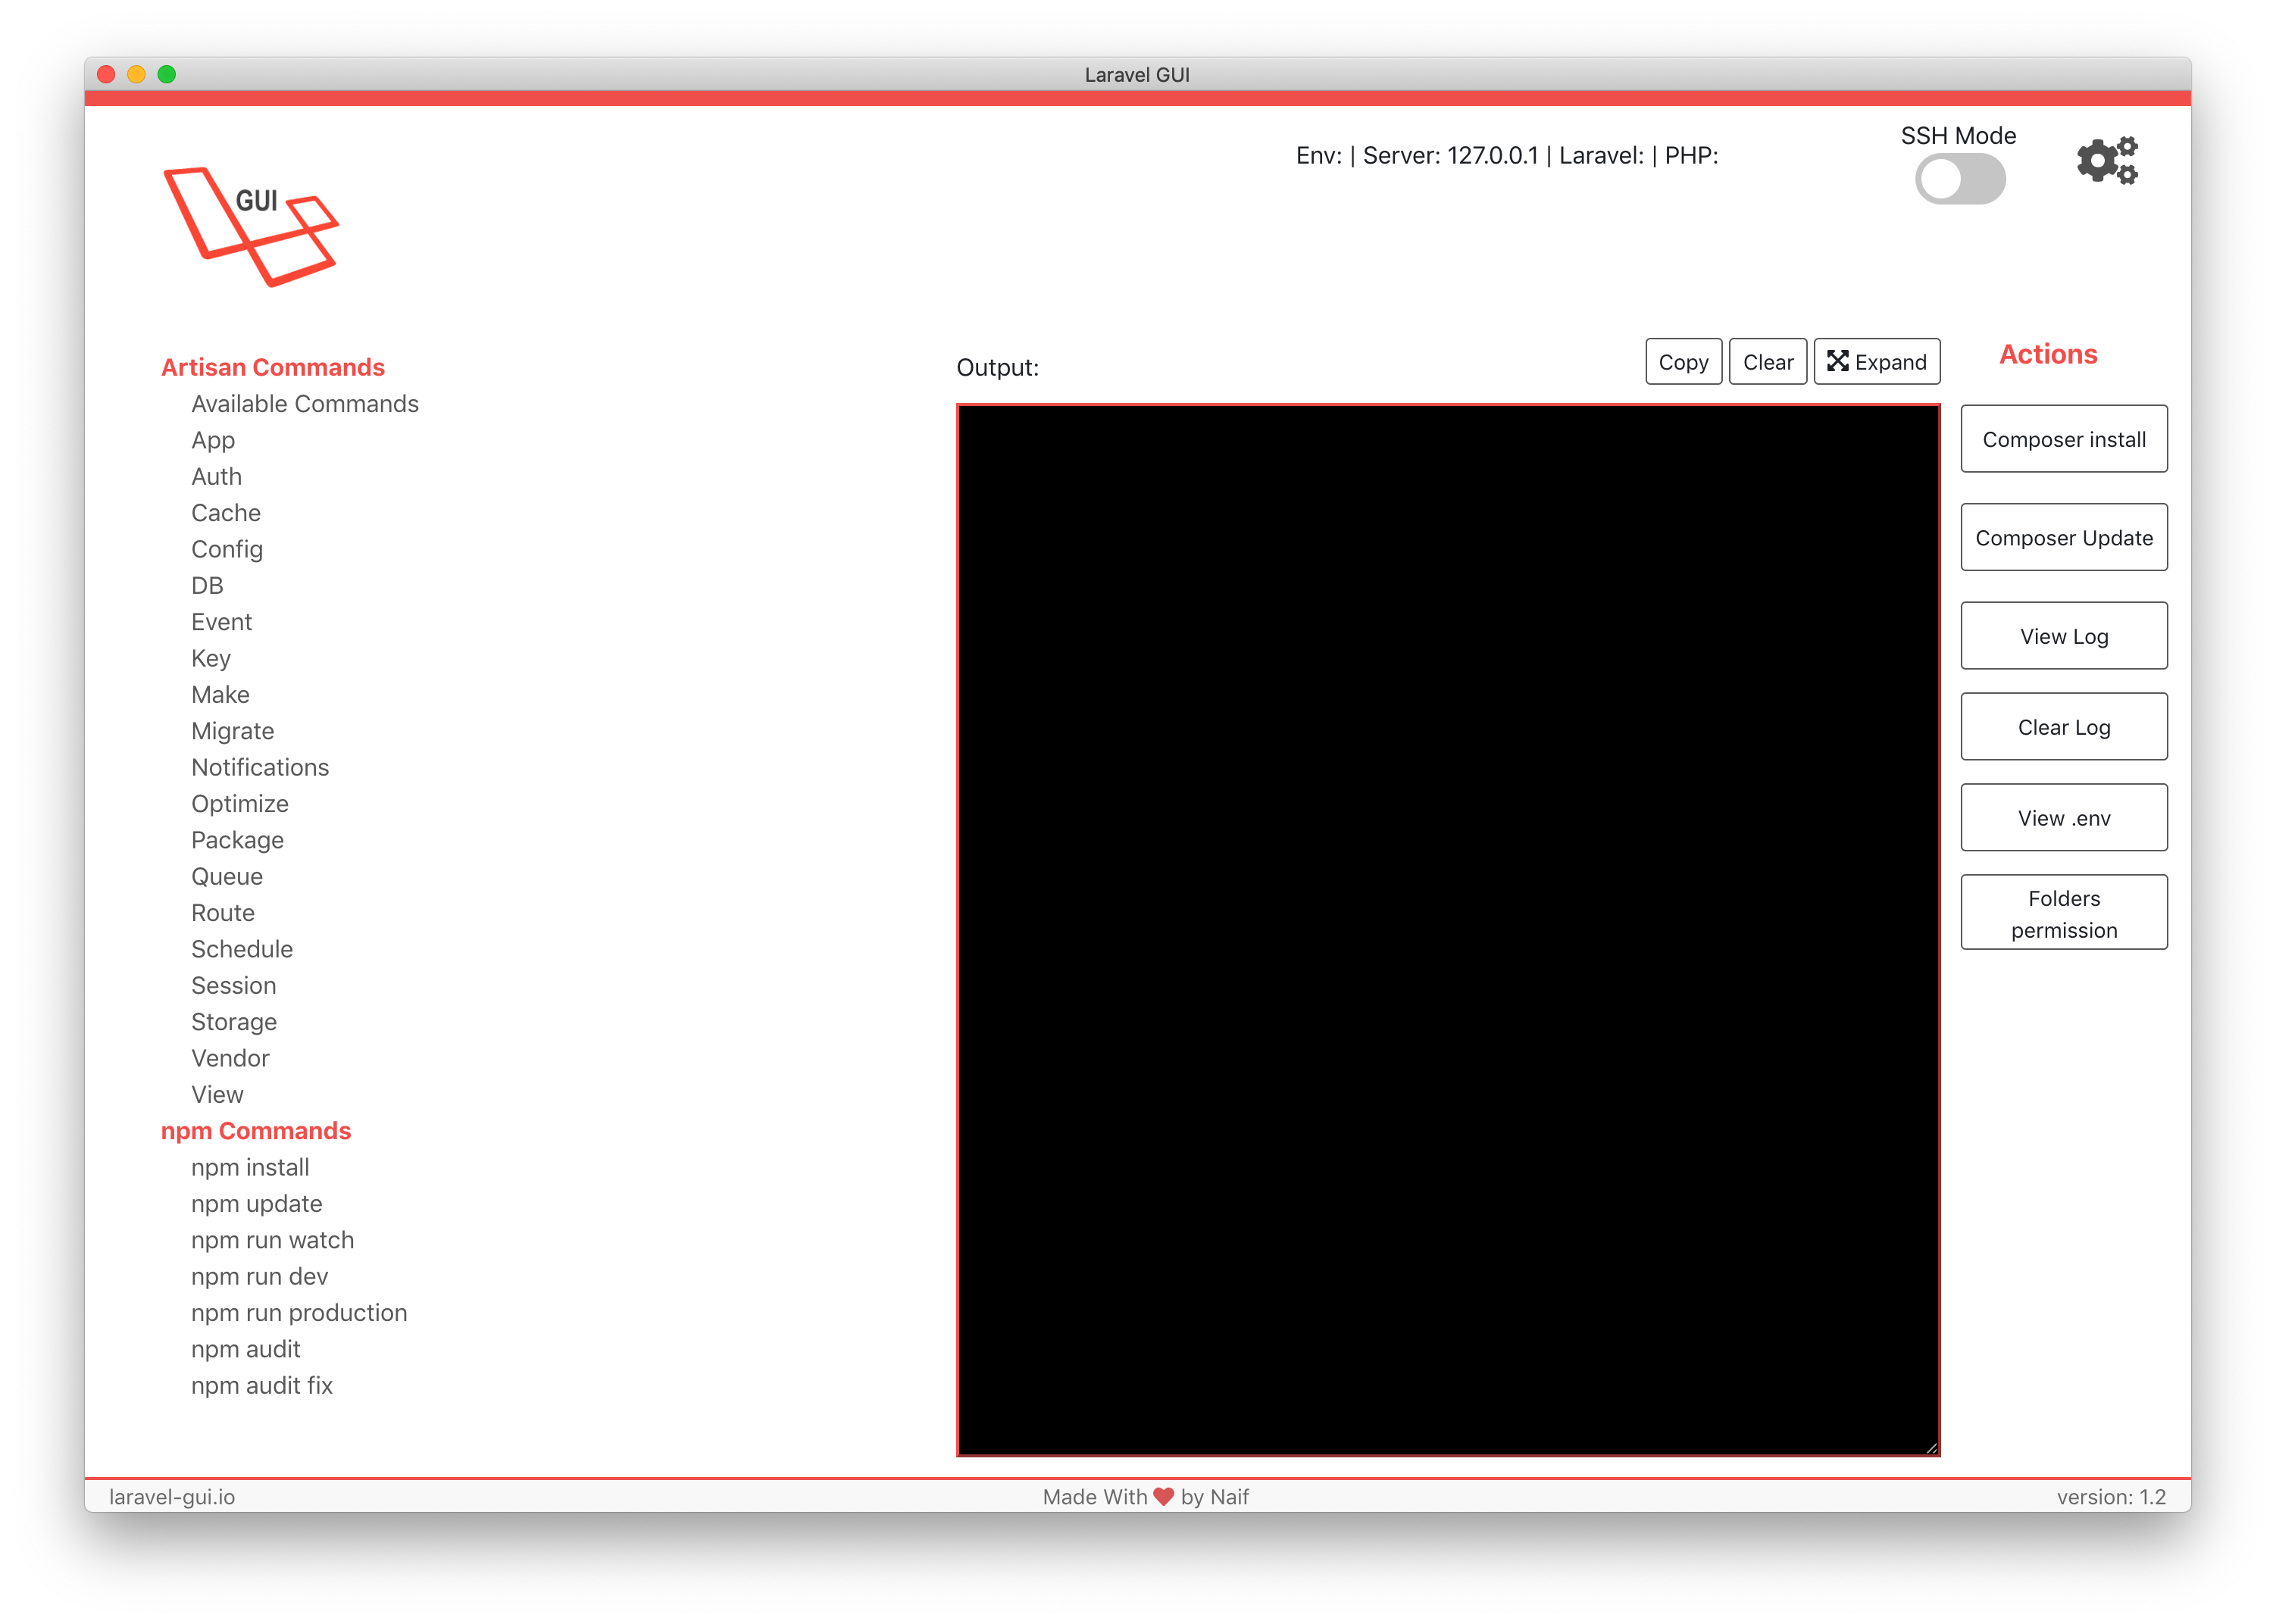 Laravel GUI
GUI
Env: | Server: 127.0.0.1 | Laravel: | PHP:
SSH Mode
Artisan Commands
Available Commands
App
Auth
Cache
Config
DB
Event
Key
Make
Migrate
Notifications
Optimize
Package
Queue
Route
Schedule
Session
Storage
Vendor
View
npm Commands
npm install
npm update
npm run watch
npm run dev
npm run production
npm audit
npm audit fix
Output:
Copy
Clear
Expand
Actions
Composer install
Composer Update
View Log
Clear Log
View .env
Folders
permission
laravel-gui.io
Made With ❤ by Naif
version: 1.2